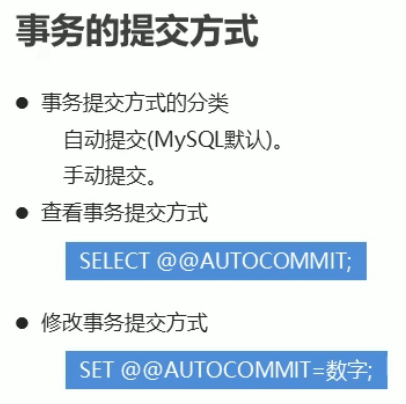 事务的提交方式
● 事务提交方式的分类
自动提交(MySQL默认)。
手动提交。
● 查看事务提交方式
SELECT @@AUTOCOMMIT;
● 修改事务提交方式
SET @@AUTOCOMMIT=数字;